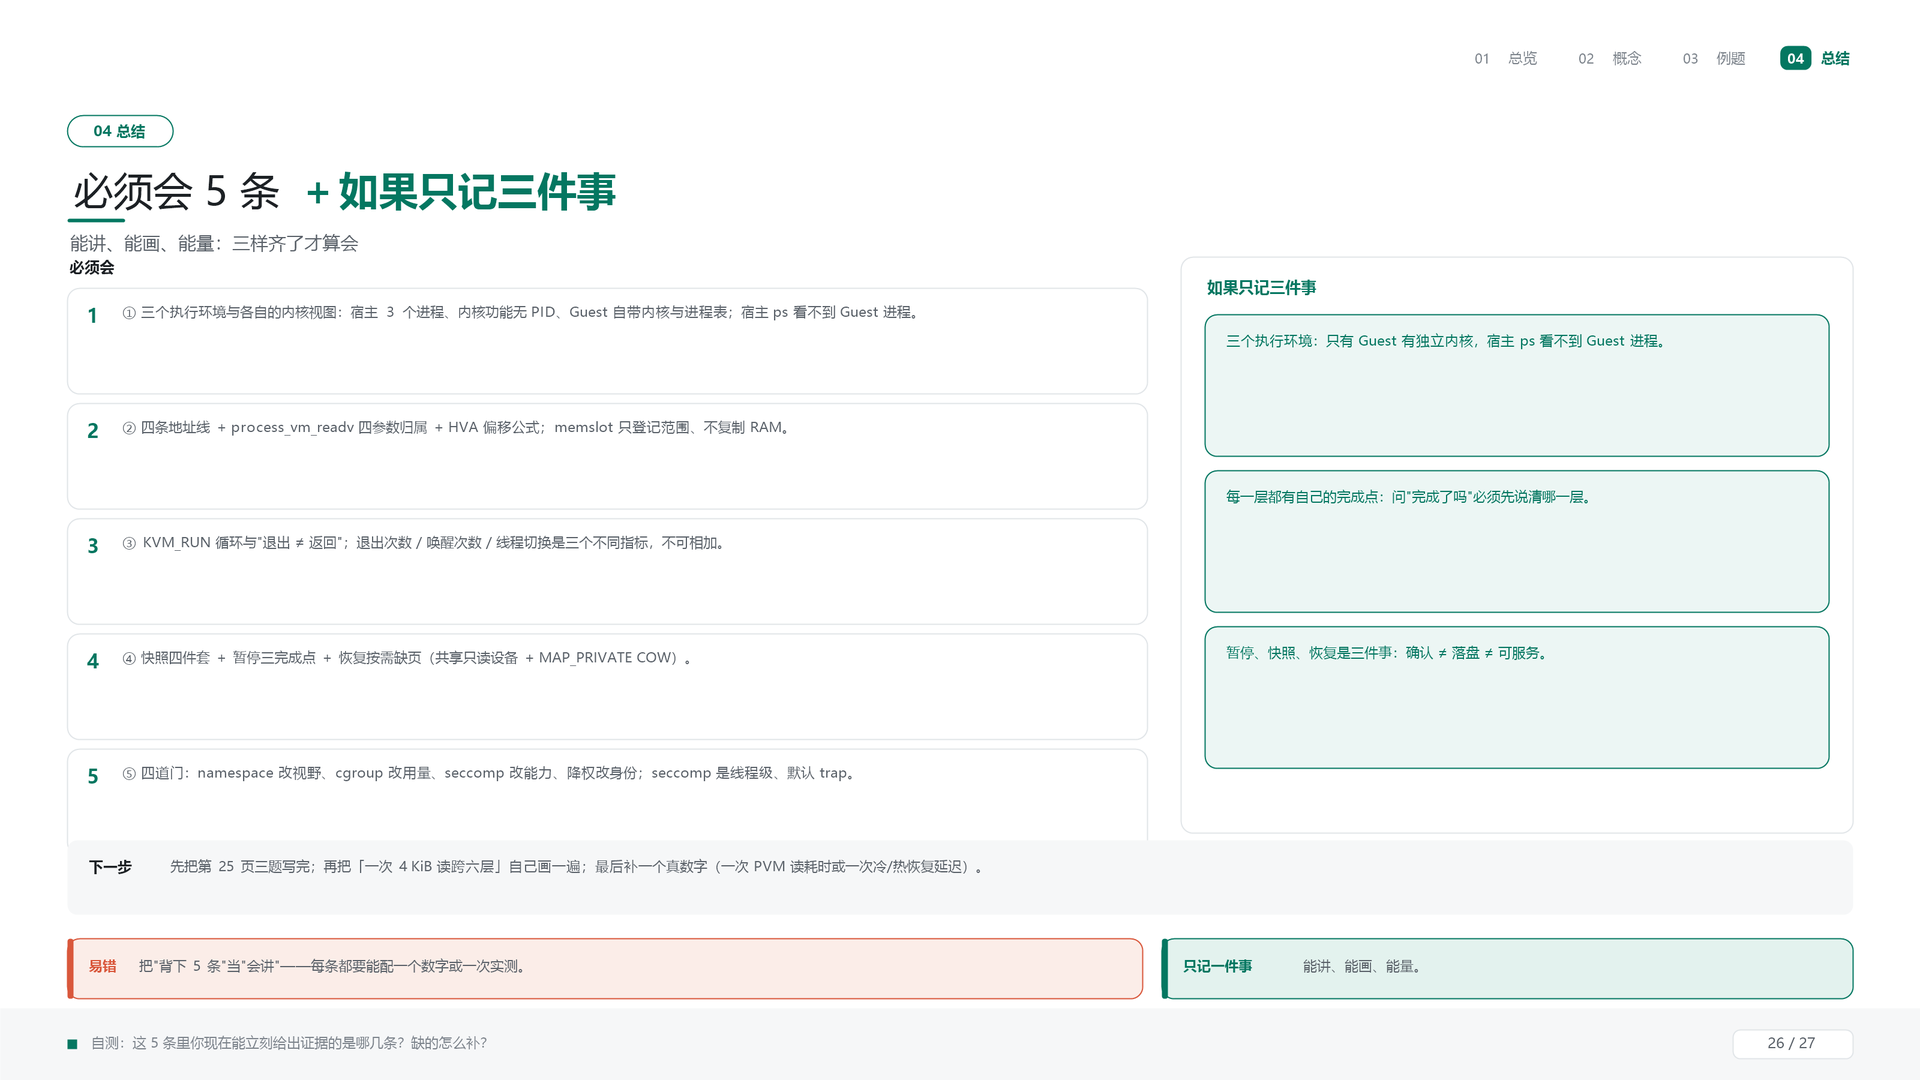 01 总览 02 概念 03 例题 04 总结
04 总结
必须会 5 条 + 如果只记三件事
能讲、能画、能量：三样齐了才算会
必须会
1 ① 三个执行环境与各自的内核视图：宿主 3 个进程、内核功能无 PID、Guest 自带内核与进程表；宿主 ps 看不到 Guest 进程。
2 ② 四条地址线 + process_vm_readv 四参数归属 + HVA 偏移公式；memslot 只登记范围、不复制 RAM。
3 ③ KVM_RUN 循环与"退出 ≠ 返回"；退出次数 / 唤醒次数 / 线程切换是三个不同指标，不可相加。
4 ④ 快照四件套 + 暂停三完成点 + 恢复按需缺页（共享只读设备 + MAP_PRIVATE COW）。
5 ⑤ 四道门：namespace 改视野、cgroup 改用量、seccomp 改能力、降权改身份；seccomp 是线程级、默认 trap。
如果只记三件事
三个执行环境：只有 Guest 有独立内核，宿主 ps 看不到 Guest 进程。
每一层都有自己的完成点：问"完成了吗"必须先说清哪一层。
暂停、快照、恢复是三件事：确认 ≠ 落盘 ≠ 可服务。
下一步 先把第 25 页三题写完；再把「一次 4 KiB 读跨六层」自己画一遍；最后补一个真数字（一次 PVM 读耗时或一次冷/热恢复延迟）。
易错 把"背下 5 条"当"会讲"——每条都要能配一个数字或一次实测。
只记一件事 能讲、能画、能量。
自测：这 5 条里你现在能立刻给出证据的是哪几条？缺的怎么补？
26 / 27